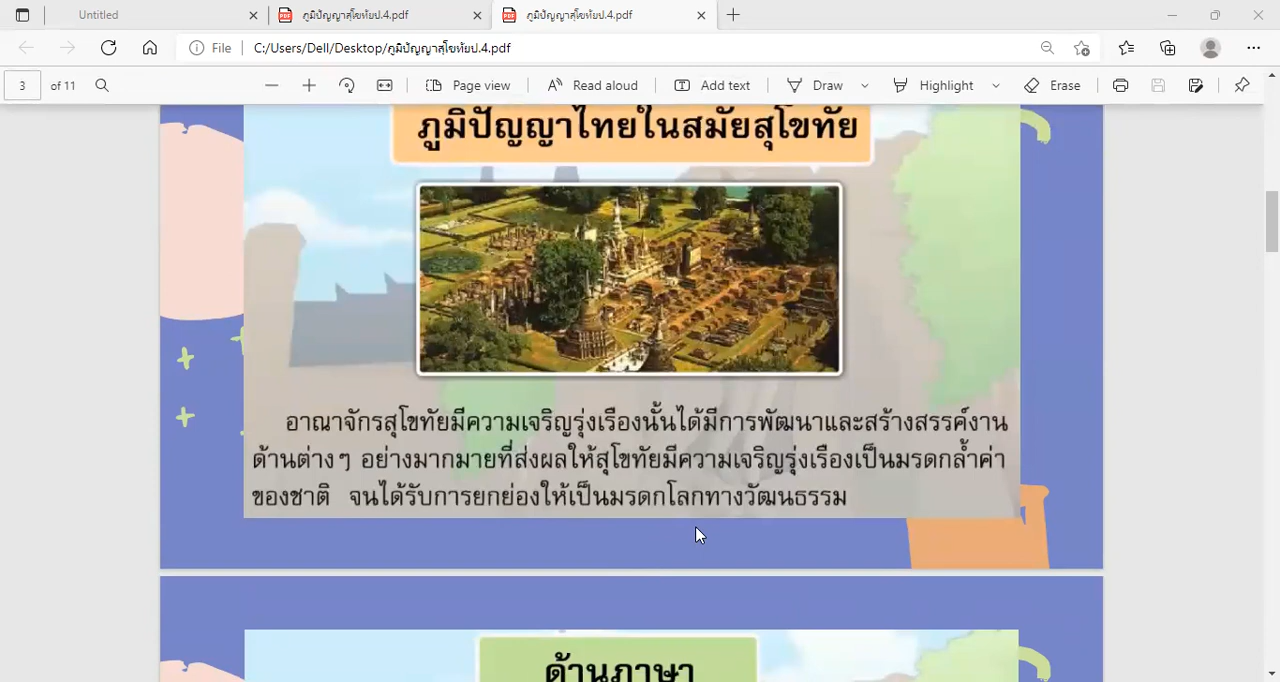 Untitled
PDF ภูมิปัญญาสุโขทัยป.4.pdf
PDF ภูมิปัญญาสุโขทัยป.4.pdf
File C:/Users/Dell/Desktop/ภูมิปัญญาสุโขทัยป.4.pdf
3 of 11 Page view Read aloud Add text Draw Highlight Erase
ภูมิปัญญาไทยในสมัยสุโขทัย
อาณาจักรสุโขทัยมีความเจริญรุ่งเรืองนั้นได้มีการพัฒนาและสร้างสรรค์งาน
ด้านต่างๆ อย่างมากมายที่ส่งผลให้สุโขทัยมีความเจริญรุ่งเรืองเป็นมรดกล้ำค่า
ของชาติ จนได้รับการยกย่องให้เป็นมรดกโลกทางวัฒนธรรม
ด้านภาษา